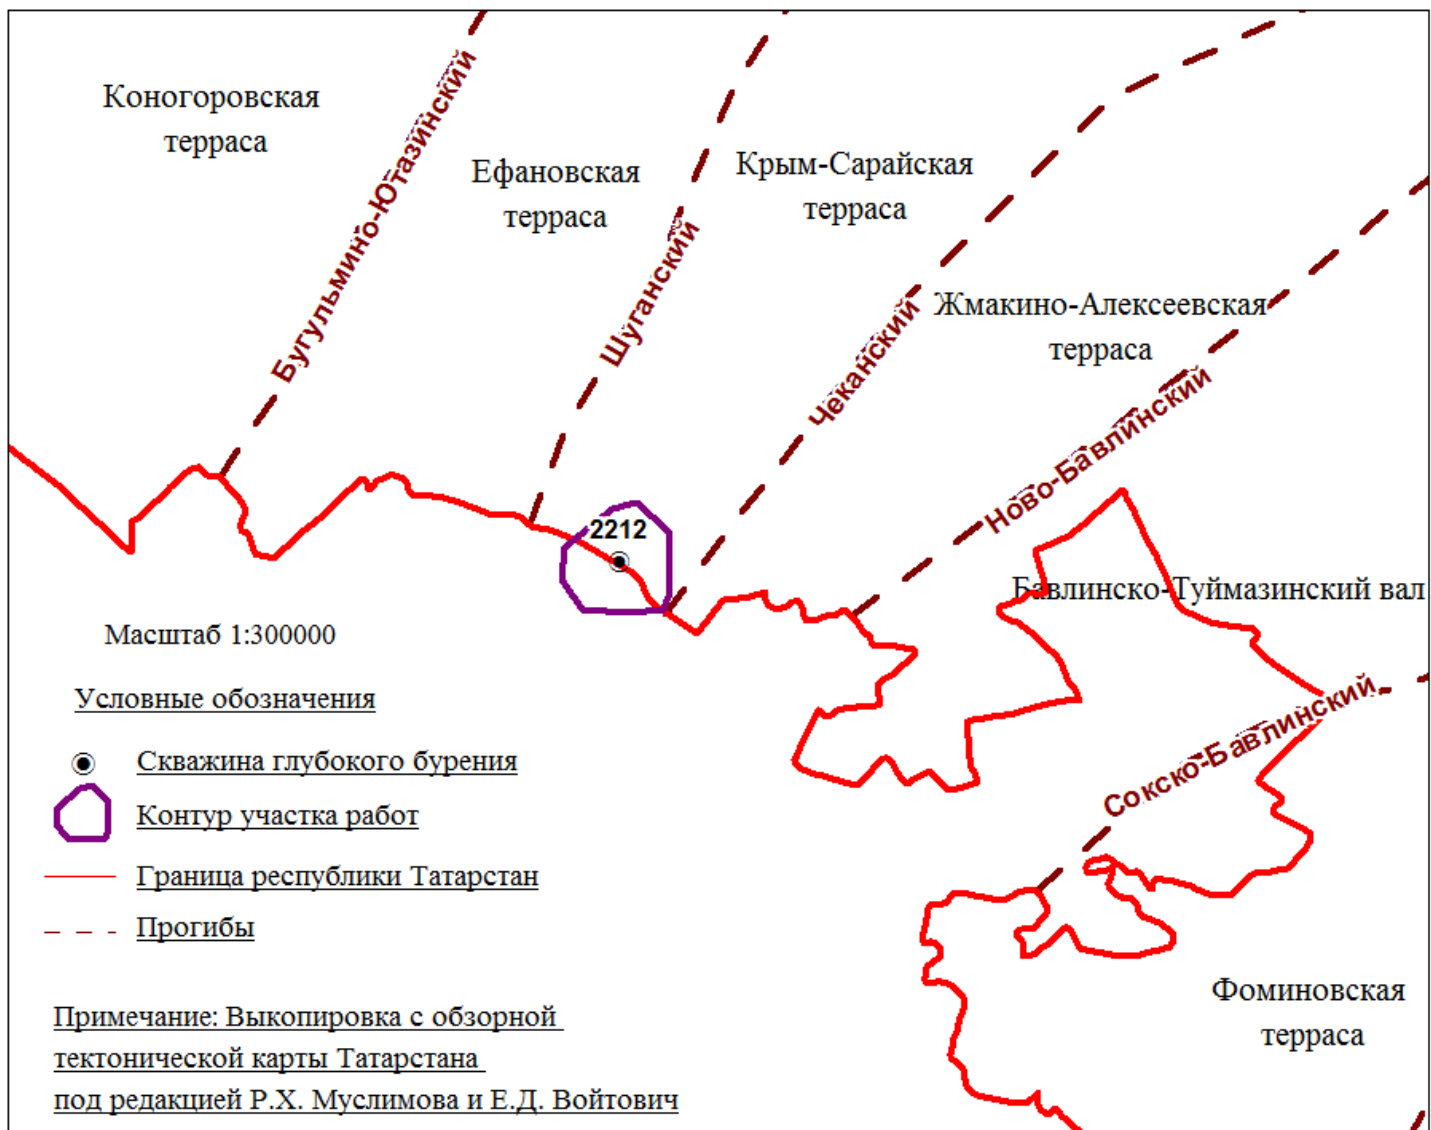 Коногоровская
терраса
Бугульмино-Ютазинский
Ефановская
терраса
Шуганский
Крым-Сарайская
терраса
Чеканский
Жмакино-Алексеевская
терраса
Ново-Бавлинский
2212
Бавлинско-Туймазинский вал
Сокско-Бавлинский
Фоминовская
терраса
Масштаб 1:300000
Условные обозначения
Скважина глубокого бурения
Контур участка работ
Граница республики Татарстан
Прогибы
Примечание: Выкопировка с обзорной
тектонической карты Татарстана
под редакцией Р.Х. Муслимова и Е.Д. Войтович